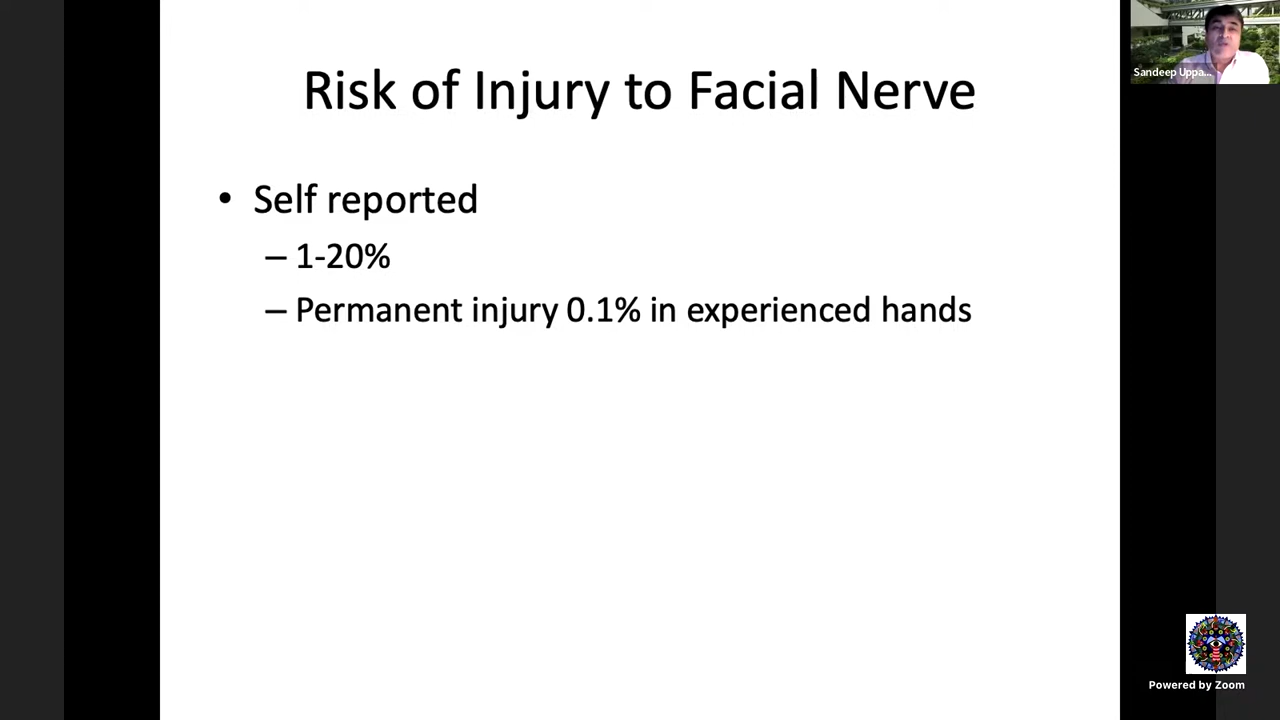 Risk of Injury to Facial Nerve
Sandeep Uppa...
• Self reported
– 1-20%
– Permanent injury 0.1% in experienced hands
Powered by Zoom